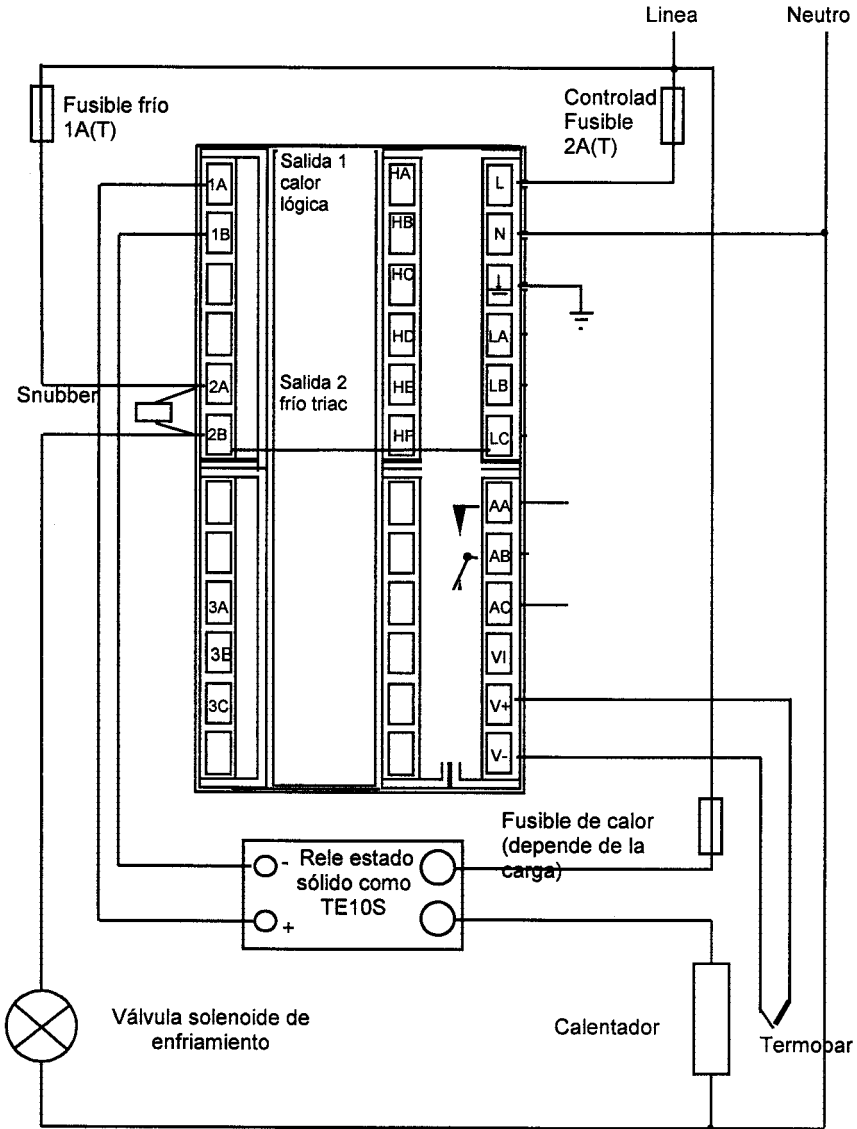 Linea
Neutro
Fusible frío
1A(T)
Controlad
Fusible
2A(T)
Salida 1
calor
lógica
1A
1B
2A
2B
Snubber
Salida 2
frío triac
HA
HB
HC
HD
HE
HF
L
N
LA
LB
LC
AA
AB
AC
VI
V+
V-
3A
3B
3C
Rele estado
sólido como
TE10S
-
+
Fusible de calor
(depende de la
carga)
Válvula solenoide de
enfriamiento
Calentador
Termopar